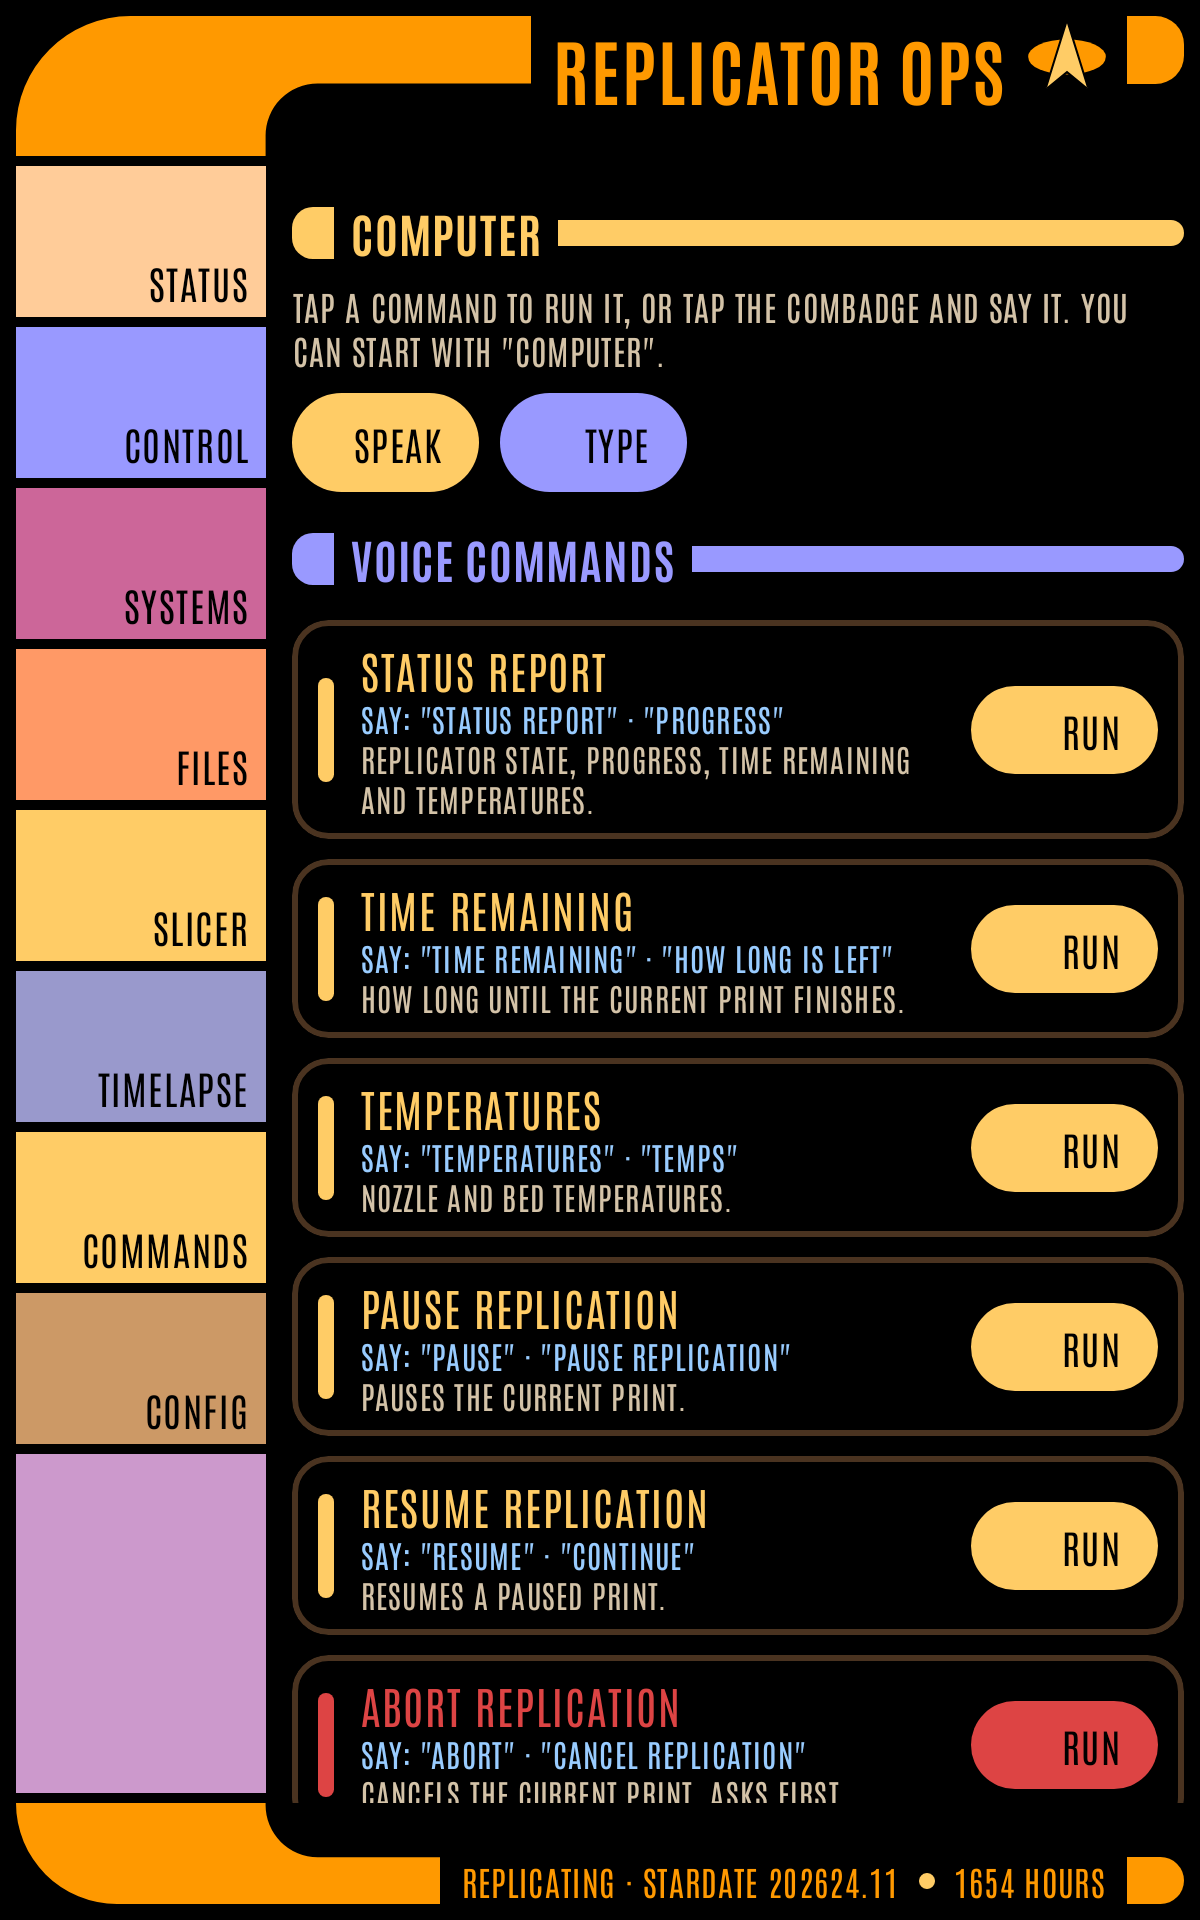 REPLICATOR OPS
STATUS
CONTROL
SYSTEMS
FILES
SLICER
TIMELAPSE
COMMANDS
CONFIG
COMPUTER
TAP A COMMAND TO RUN IT, OR TAP THE COMBADGE AND SAY IT. YOU
CAN START WITH "COMPUTER".
SPEAK
TYPE
VOICE COMMANDS
STATUS REPORT
SAY: "STATUS REPORT" · "PROGRESS"
REPLICATOR STATE, PROGRESS, TIME REMAINING
AND TEMPERATURES.
RUN
TIME REMAINING
SAY: "TIME REMAINING" · "HOW LONG IS LEFT"
HOW LONG UNTIL THE CURRENT PRINT FINISHES.
RUN
TEMPERATURES
SAY: "TEMPERATURES" · "TEMPS"
NOZZLE AND BED TEMPERATURES.
RUN
PAUSE REPLICATION
SAY: "PAUSE" · "PAUSE REPLICATION"
PAUSES THE CURRENT PRINT.
RUN
RESUME REPLICATION
SAY: "RESUME" · "CONTINUE"
RESUMES A PAUSED PRINT.
RUN
ABORT REPLICATION
SAY: "ABORT" · "CANCEL REPLICATION"
CANCELS THE CURRENT PRINT. ASKS FIRST
RUN
REPLICATING · STARDATE 202624.11 • 1654 HOURS